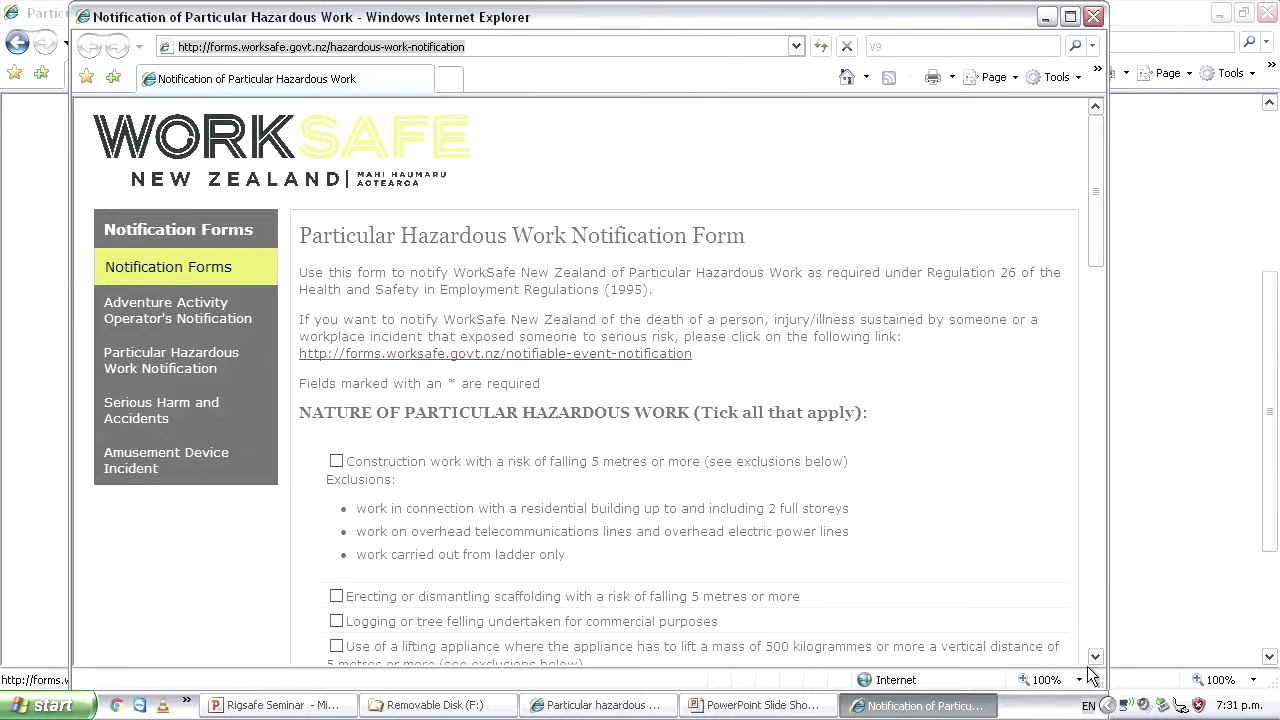 Partic
Notification of Particular Hazardous Work - Windows Internet Explorer
http://forms.worksafe.govt.nz/hazardous-work-notification
V9
Notification of Particular Hazardous Work
Page
Tools
Page
Tools
WORKSAFE
NEW ZEALAND
MAHI HAUMARU
AOTEAROA
Notification Forms
Notification Forms
Adventure Activity
Operator's Notification
Particular Hazardous
Work Notification
Serious Harm and
Accidents
Amusement Device
Incident
Particular Hazardous Work Notification Form
Use this form to notify WorkSafe New Zealand of Particular Hazardous Work as required under Regulation 26 of the
Health and Safety in Employment Regulations (1995).
If you want to notify WorkSafe New Zealand of the death of a person, injury/illness sustained by someone or a
workplace incident that exposed someone to serious risk, please click on the following link:
http://forms.worksafe.govt.nz/notifiable-event-notification
Fields marked with an * are required
NATURE OF PARTICULAR HAZARDOUS WORK (Tick all that apply):
Construction work with a risk of falling 5 metres or more (see exclusions below)
Exclusions:
• work in connection with a residential building up to and including 2 full storeys
• work on overhead telecommunications lines and overhead electric power lines
• work carried out from ladder only
Erecting or dismantling scaffolding with a risk of falling 5 metres or more
Logging or tree felling undertaken for commercial purposes
Use of a lifting appliance where the appliance has to lift a mass of 500 kilogrammes or more a vertical distance of
5 metres or more (see exclusions below)
http://forms.w
Internet
100%
100%
start
Rigsafe Seminar - Mi...
Removable Disk (F:)
Particular hazardous ...
PowerPoint Slide Sho...
Notification of Particu...
EN
7:31 p.m.